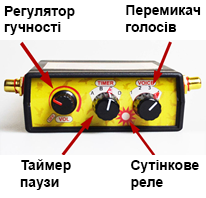 Регулятор
гучності
Перемикач
голосів
TIMER
VOICE
VOL
Таймер
паузи
Сутінкове
реле